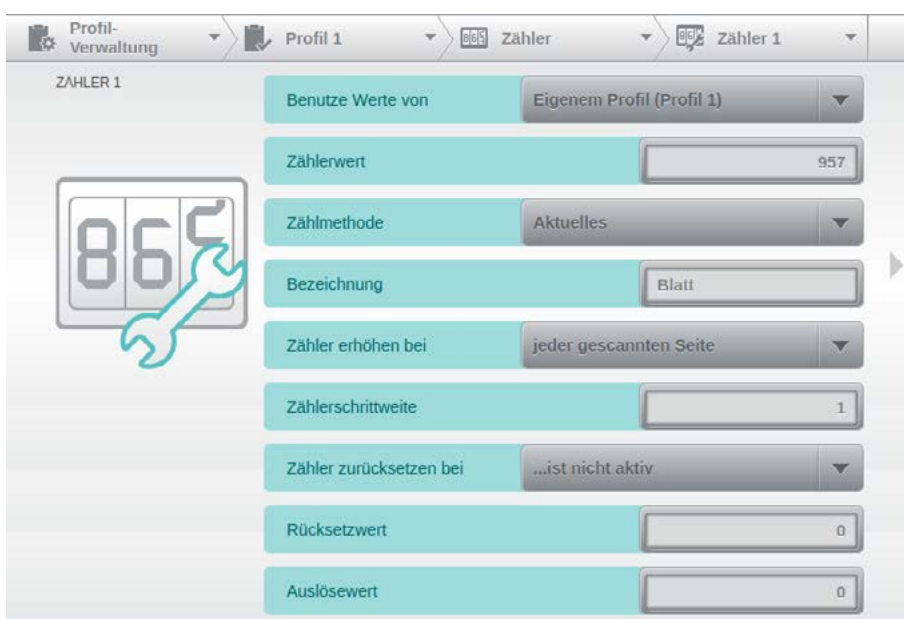 Profil-
Verwaltung
Profil 1
865
Zähler
Zähler 1
ZÄHLER 1
Benutze Werte von
Eigenem Profil (Profil 1)
Zählerwert
957
Zählmethode
Aktuelles
Bezeichnung
Blatt
Zähler erhöhen bei
jeder gescannten Seite
Zählerschrittweite
1
Zähler zurücksetzen bei
...ist nicht aktiv
Rücksetzwert
0
Auslösewert
0